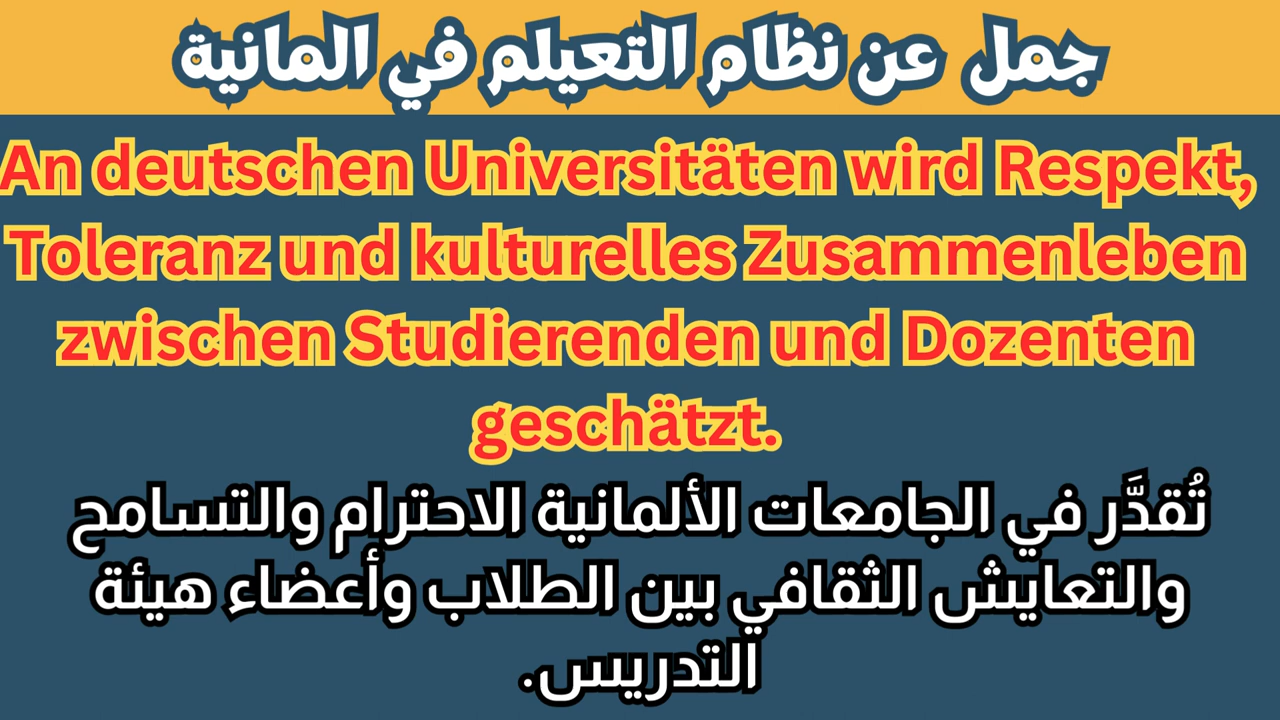 جمل عن نظام التعيلم في المانية
An deutschen Universitäten wird Respekt,
Toleranz und kulturelles Zusammenleben
zwischen Studierenden und Dozenten
geschätzt.
تُقدَّر في الجامعات الألمانية الاحترام والتسامح
والتعايش الثقافي بين الطلاب وأعضاء هيئة
التدريس.